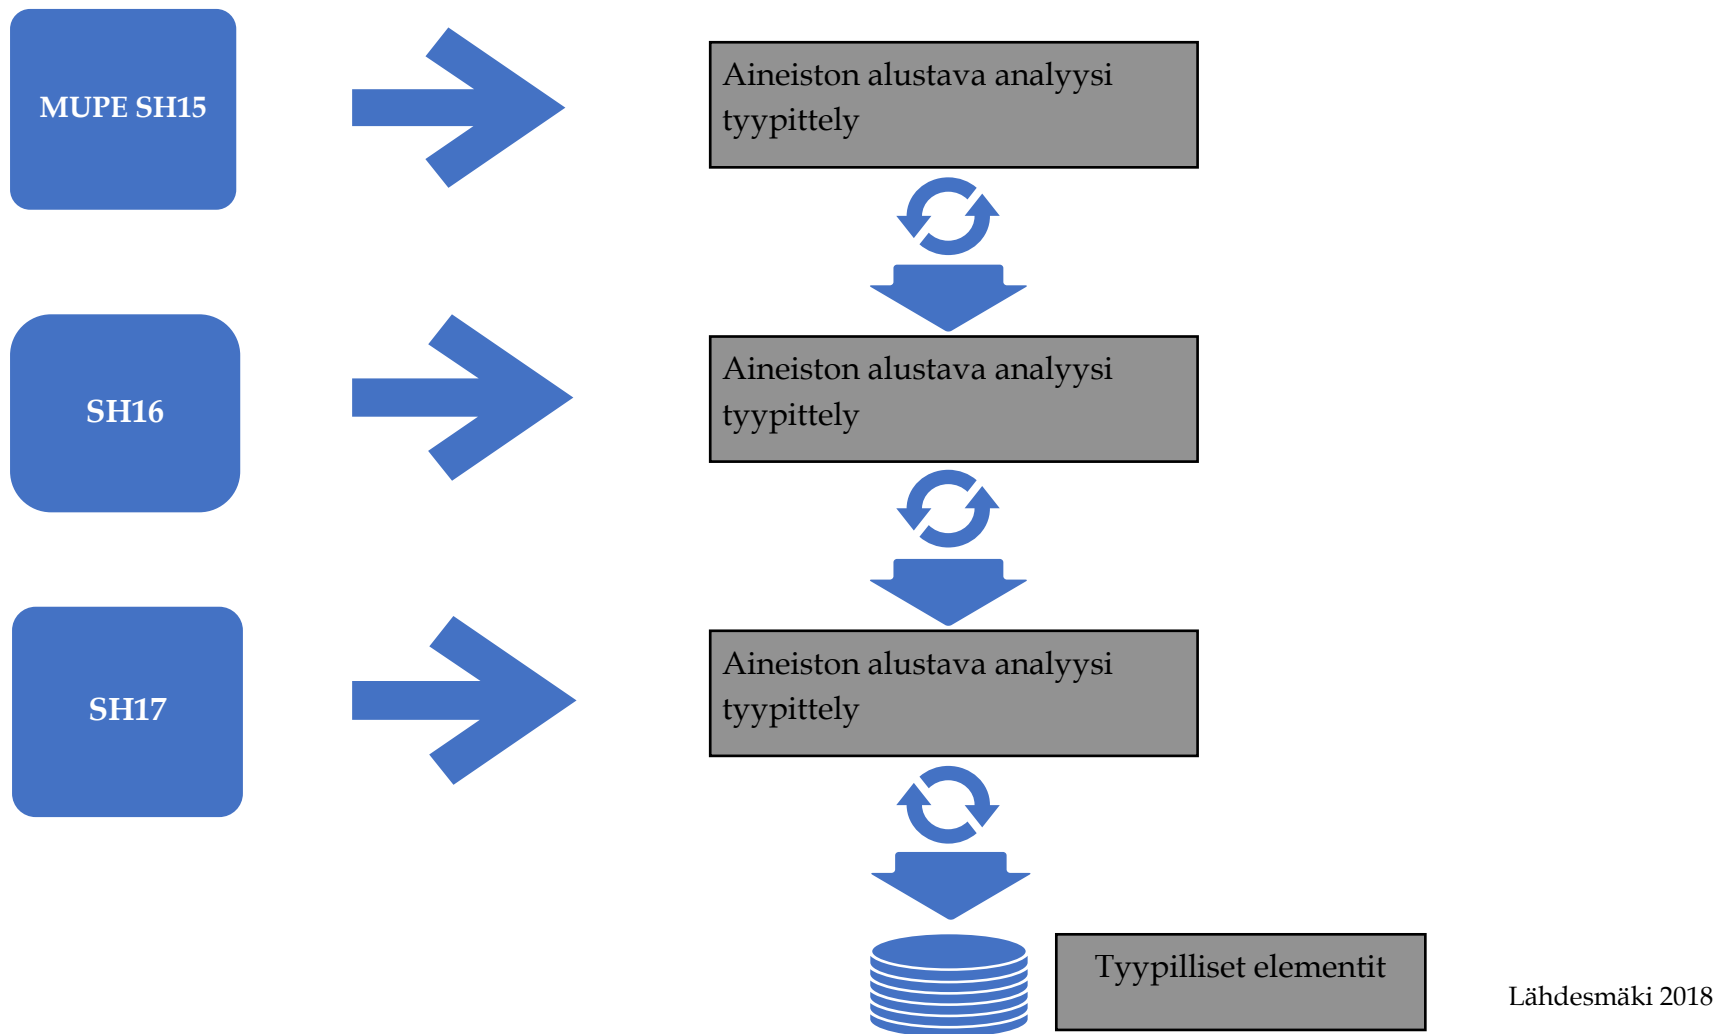 MUPE SH15
Aineiston alustava analyysi
tyypittely
SH16
Aineiston alustava analyysi
tyypittely
SH17
Aineiston alustava analyysi
tyypittely
Tyypilliset elementit
Lähdesmäki 2018